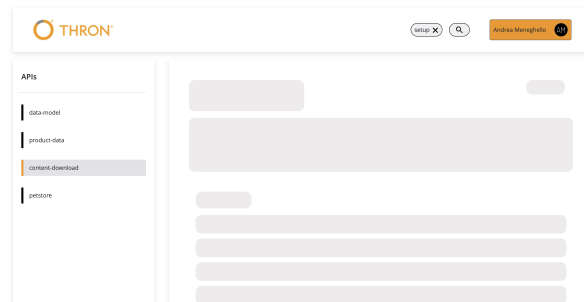 THRON
setup
Andrea Meneghello AM
APIs
data-model
product-data
content-download
petstore